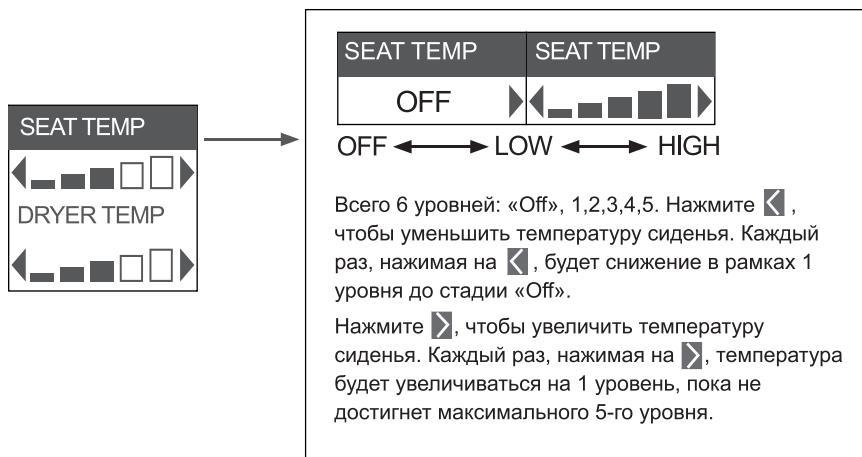 SEAT TEMP
DRYER TEMP
SEAT TEMP SEAT TEMP
OFF
OFF LOW HIGH
Всего 6 уровней: «Off», 1,2,3,4,5. Нажмите ,
чтобы уменьшить температуру сиденья. Каждый
раз, нажимая на , будет снижение в рамках 1
уровня до стадии «Off».
Нажмите , чтобы увеличить температуру
сиденья. Каждый раз, нажимая на , температура
будет увеличиваться на 1 уровень, пока не
достигнет максимального 5-го уровня.